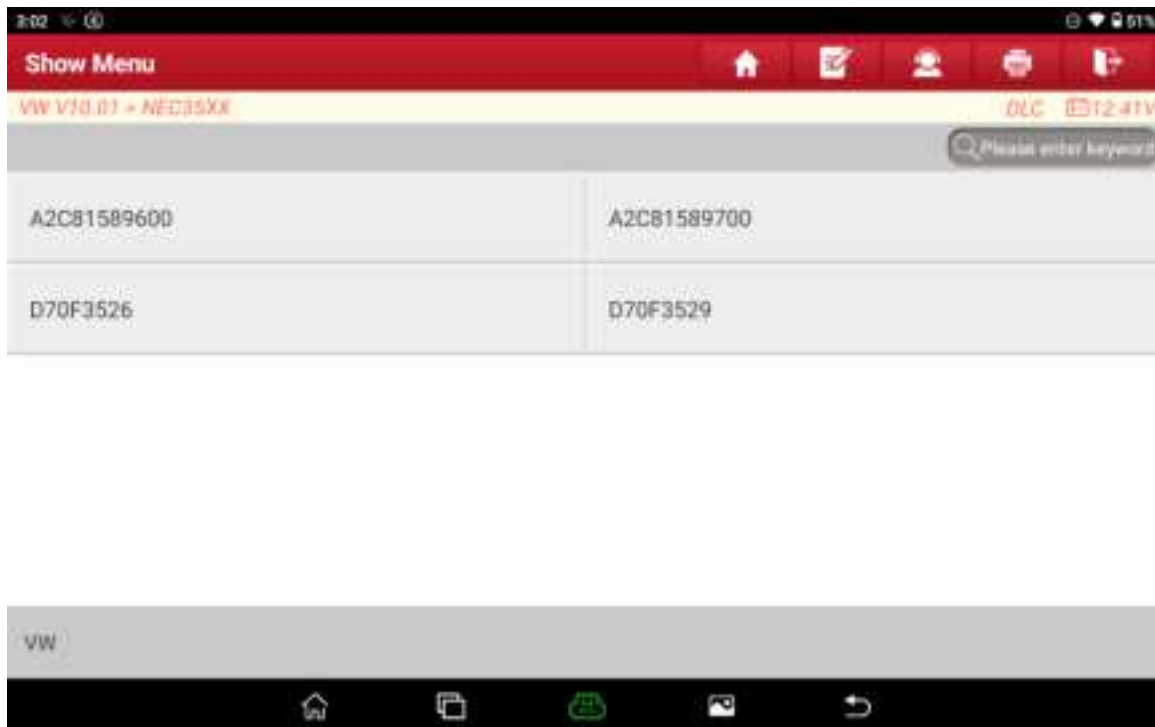 3:02 51%
Show Menu
VW V10.01 > NEC35XX DLC 12.41V
Please enter keyword
A2C81589600 A2C81589700
D70F3526 D70F3529
VW